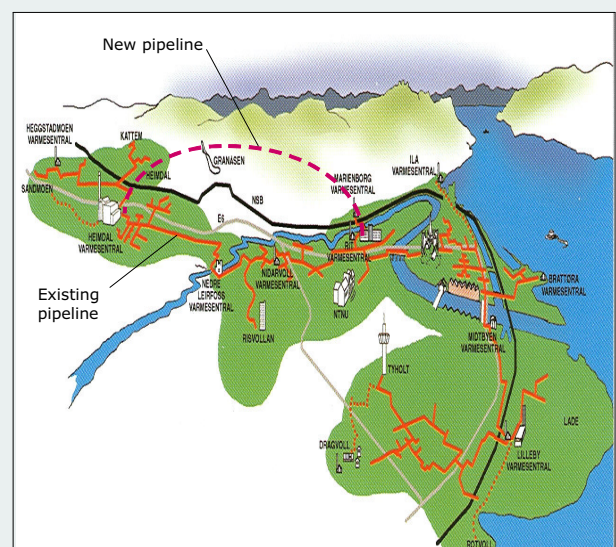 New pipeline
HEGGSTADMOEN
VARMESENTRAL
KATTEM
GRANÅSEN
ILA
VARMESENTRAL
MARIENBORG
VARMESENTRAL
SANDMOEN
HEIMDAL
NSB
E6
HEIMDAL
VARMESENTRAL
RIT
VARMESENTRAL
NIDARVOLL
VARMESENTRAL
NEDRE
LEIRFOSS
VARMESENTRAL
BRATTØRA
VARMESENTRAL
Existing
pipeline
NTNU
RISVOLLAN
MIDTBYEN
VARMESENTRAL
TYHOLT
LADE
DRAGVOLL
LILLEBY
VARMESENTRAL
ROTVOLL